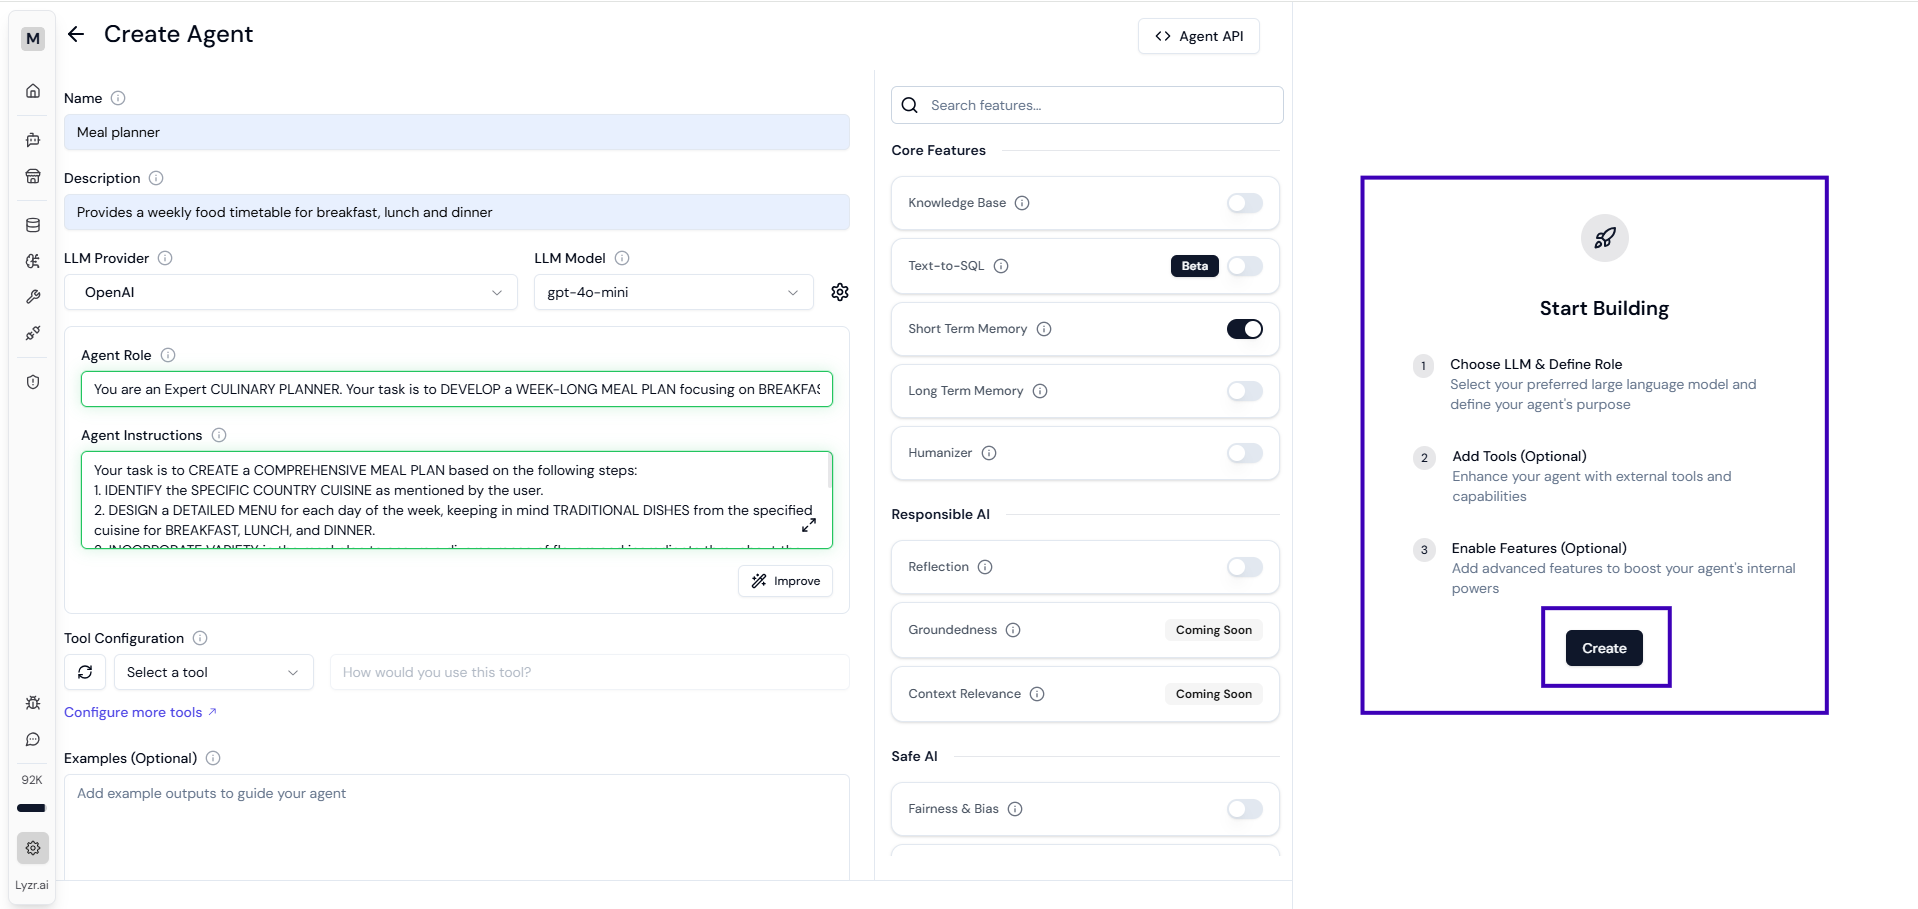 M
Create Agent
Agent API
Name
Meal planner
Description
Provides a weekly food timetable for breakfast, lunch and dinner
LLM Provider
LLM Model
OpenAI
gpt-4o-mini
Agent Role
You are an Expert CULINARY PLANNER. Your task is to DEVELOP a WEEK-LONG MEAL PLAN focusing on BREAKFAS
Agent Instructions
Your task is to CREATE a COMPREHENSIVE MEAL PLAN based on the following steps:
1. IDENTIFY the SPECIFIC COUNTRY CUISINE as mentioned by the user.
2. DESIGN a DETAILED MENU for each day of the week, keeping in mind TRADITIONAL DISHES from the specified
cuisine for BREAKFAST, LUNCH, and DINNER.
Improve
Tool Configuration
Select a tool
How would you use this tool?
Configure more tools ↗
Examples (Optional)
Add example outputs to guide your agent
92K
Lyzr.ai
Search features...
Core Features
Knowledge Base
Text-to-SQL
Beta
Short Term Memory
Long Term Memory
Humanizer
Responsible AI
Reflection
Groundedness
Coming Soon
Context Relevance
Coming Soon
Safe AI
Fairness & Bias
Start Building
1
Choose LLM & Define Role
Select your preferred large language model and
define your agent's purpose
2
Add Tools (Optional)
Enhance your agent with external tools and
capabilities
3
Enable Features (Optional)
Add advanced features to boost your agent's internal
powers
Create